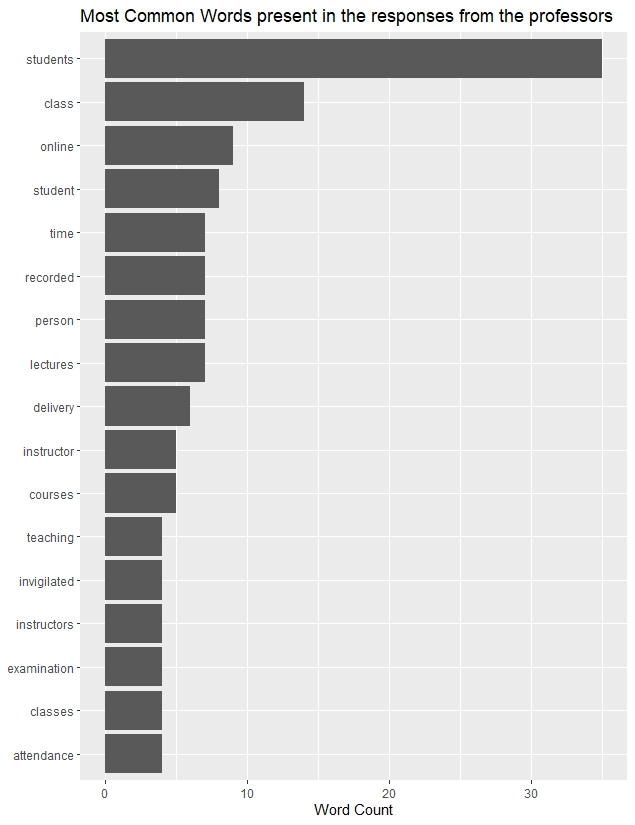 Most Common Words present in the responses from the professors
students
class
online
student
time
recorded
person
lectures
delivery
instructor
courses
teaching
invigilated
instructors
examination
classes
attendance
0 10 20 30
Word Count